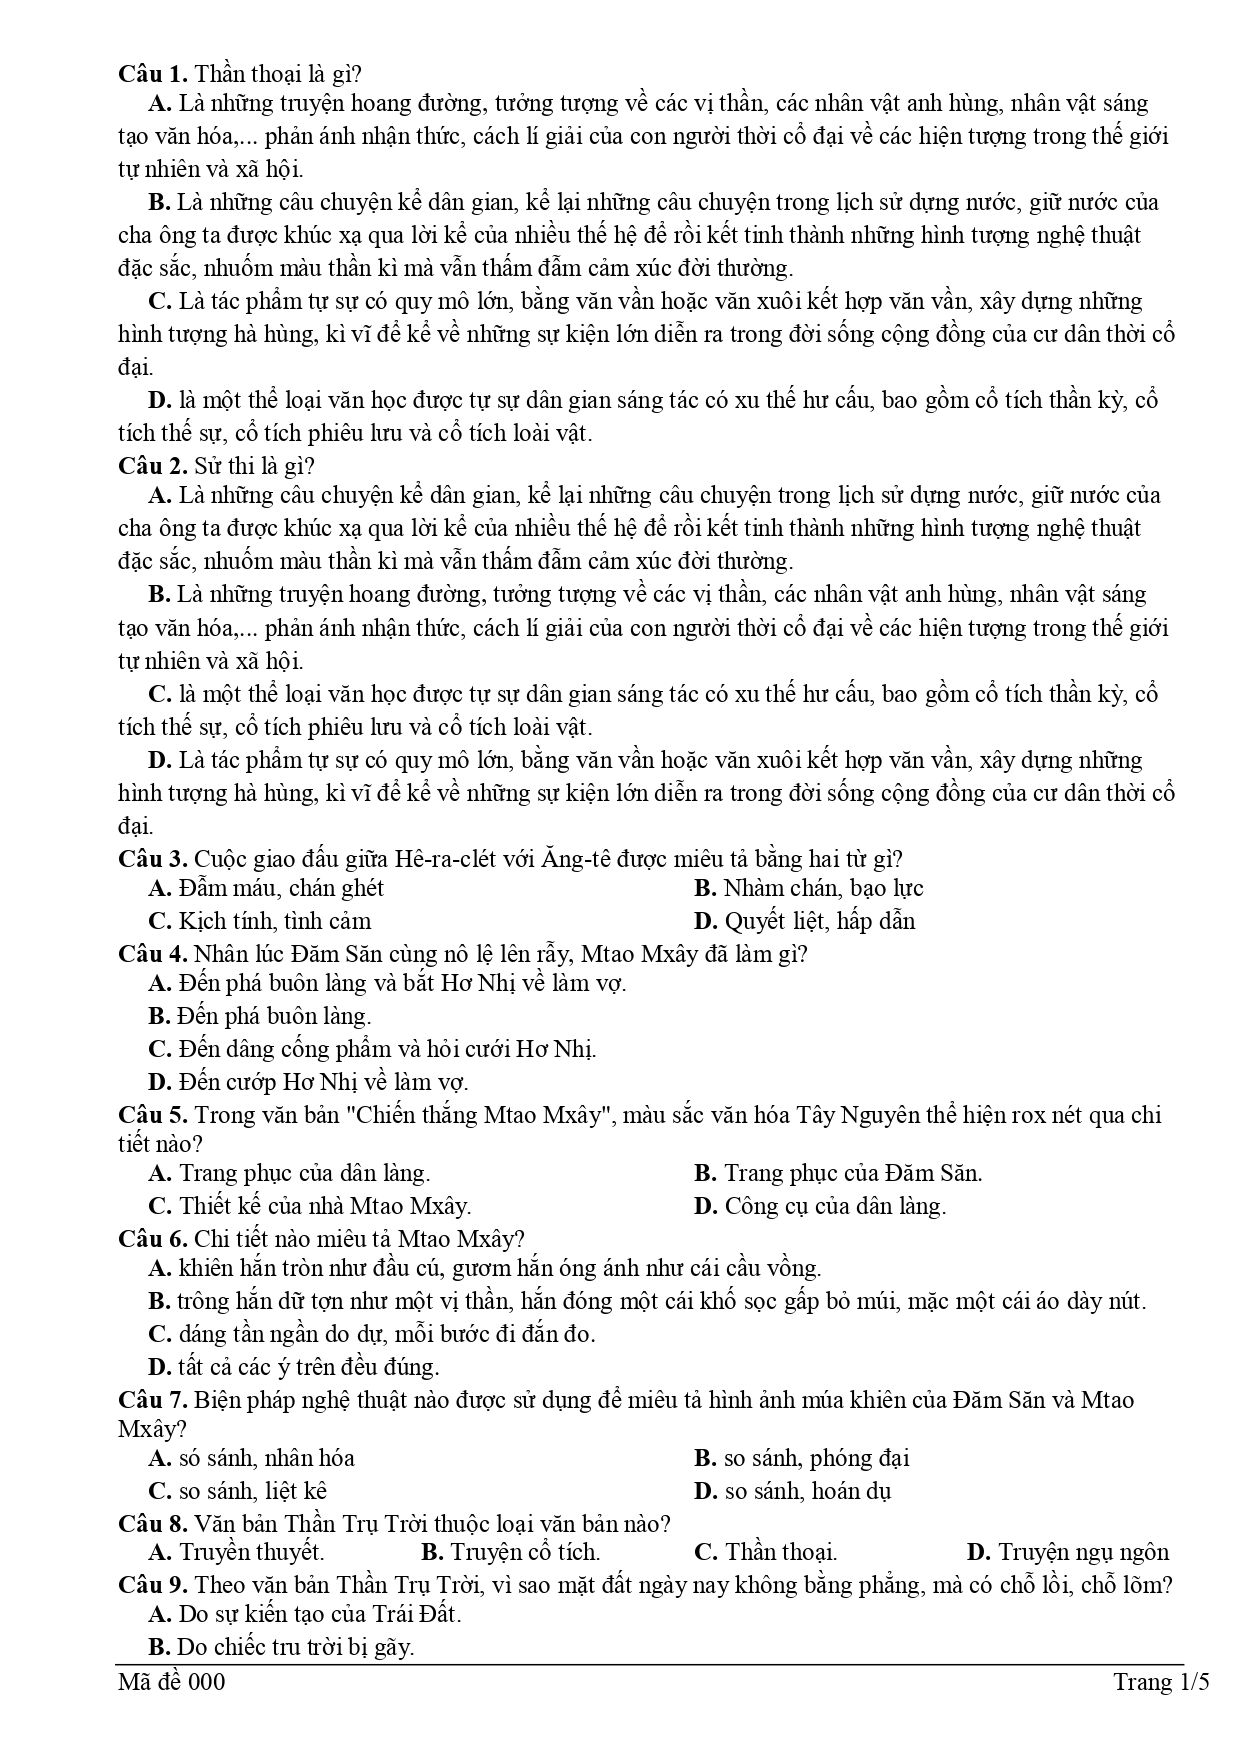 Câu 1. Thần thoại là gì?
A. Là những truyện hoang đường, tưởng tượng về các vị thần, các nhân vật anh hùng, nhân vật sáng
tạo văn hóa,... phản ánh nhận thức, cách lí giải của con người thời cổ đại về các hiện tượng trong thế giới
tự nhiên và xã hội.
B. Là những câu chuyện kể dân gian, kể lại những câu chuyện trong lịch sử dựng nước, giữ nước của
cha ông ta được khúc xạ qua lời kể của nhiều thế hệ để rồi kết tinh thành những hình tượng nghệ thuật
đặc sắc, nhuốm màu thần kì mà vẫn thấm đẫm cảm xúc đời thường.
C. Là tác phẩm tự sự có quy mô lớn, bằng văn vần hoặc văn xuôi kết hợp văn vần, xây dựng những
hình tượng hà hùng, kì vĩ để kể về những sự kiện lớn diễn ra trong đời sống cộng đồng của cư dân thời cổ
đại.
D. là một thể loại văn học được tự sự dân gian sáng tác có xu thế hư cấu, bao gồm cổ tích thần kỳ, cổ
tích thế sự, cổ tích phiêu lưu và cổ tích loài vật.
Câu 2. Sử thi là gì?
A. Là những câu chuyện kể dân gian, kể lại những câu chuyện trong lịch sử dựng nước, giữ nước của
cha ông ta được khúc xạ qua lời kể của nhiều thế hệ để rồi kết tinh thành những hình tượng nghệ thuật
đặc sắc, nhuốm màu thần kì mà vẫn thấm đẫm cảm xúc đời thường.
B. Là những truyện hoang đường, tưởng tượng về các vị thần, các nhân vật anh hùng, nhân vật sáng
tạo văn hóa,... phản ánh nhận thức, cách lí giải của con người thời cổ đại về các hiện tượng trong thế giới
tự nhiên và xã hội.
C. là một thể loại văn học được tự sự dân gian sáng tác có xu thế hư cấu, bao gồm cổ tích thần kỳ, cổ
tích thế sự, cổ tích phiêu lưu và cổ tích loài vật.
D. Là tác phẩm tự sự có quy mô lớn, bằng văn vần hoặc văn xuôi kết hợp văn vần, xây dựng những
hình tượng hà hùng, kì vĩ để kể về những sự kiện lớn diễn ra trong đời sống cộng đồng của cư dân thời cổ
đại.
Câu 3. Cuộc giao đấu giữa Hê-ra-clét với Ăng-tê được miêu tả bằng hai từ gì?
A. Đẫm máu, chán ghét B. Nhàm chán, bạo lực
C. Kịch tính, tình cảm D. Quyết liệt, hấp dẫn
Câu 4. Nhân lúc Đăm Săn cùng nô lệ lên rẫy, Mtao Mxây đã làm gì?
A. Đến phá buôn làng và bắt Hơ Nhị về làm vợ.
B. Đến phá buôn làng.
C. Đến dâng cống phẩm và hỏi cưới Hơ Nhị.
D. Đến cướp Hơ Nhị về làm vợ.
Câu 5. Trong văn bản "Chiến thắng Mtao Mxây", màu sắc văn hóa Tây Nguyên thể hiện rox nét qua chi
tiết nào?
A. Trang phục của dân làng. B. Trang phục của Đăm Săn.
C. Thiết kế của nhà Mtao Mxây. D. Công cụ của dân làng.
Câu 6. Chi tiết nào miêu tả Mtao Mxây?
A. khiên hắn tròn như đầu cú, gươm hắn óng ánh như cái cầu vồng.
B. trông hắn dữ tợn như một vị thần, hắn đóng một cái khố sọc gấp bỏ múi, mặc một cái áo dày nút.
C. dáng tần ngần do dự, mỗi bước đi đắn đo.
D. tất cả các ý trên đều đúng.
Câu 7. Biện pháp nghệ thuật nào được sử dụng để miêu tả hình ảnh múa khiên của Đăm Săn và Mtao
Mxây?
A. só sánh, nhân hóa B. so sánh, phóng đại
C. so sánh, liệt kê D. so sánh, hoán dụ
Câu 8. Văn bản Thần Trụ Trời thuộc loại văn bản nào?
A. Truyền thuyết. B. Truyện cổ tích. C. Thần thoại. D. Truyện ngụ ngôn
Câu 9. Theo văn bản Thần Trụ Trời, vì sao mặt đất ngày nay không bằng phẳng, mà có chỗ lồi, chỗ lõm?
A. Do sự kiến tạo của Trái Đất.
B. Do chiếc tru trời bị gãy.
Mã đề 000 Trang 1/5